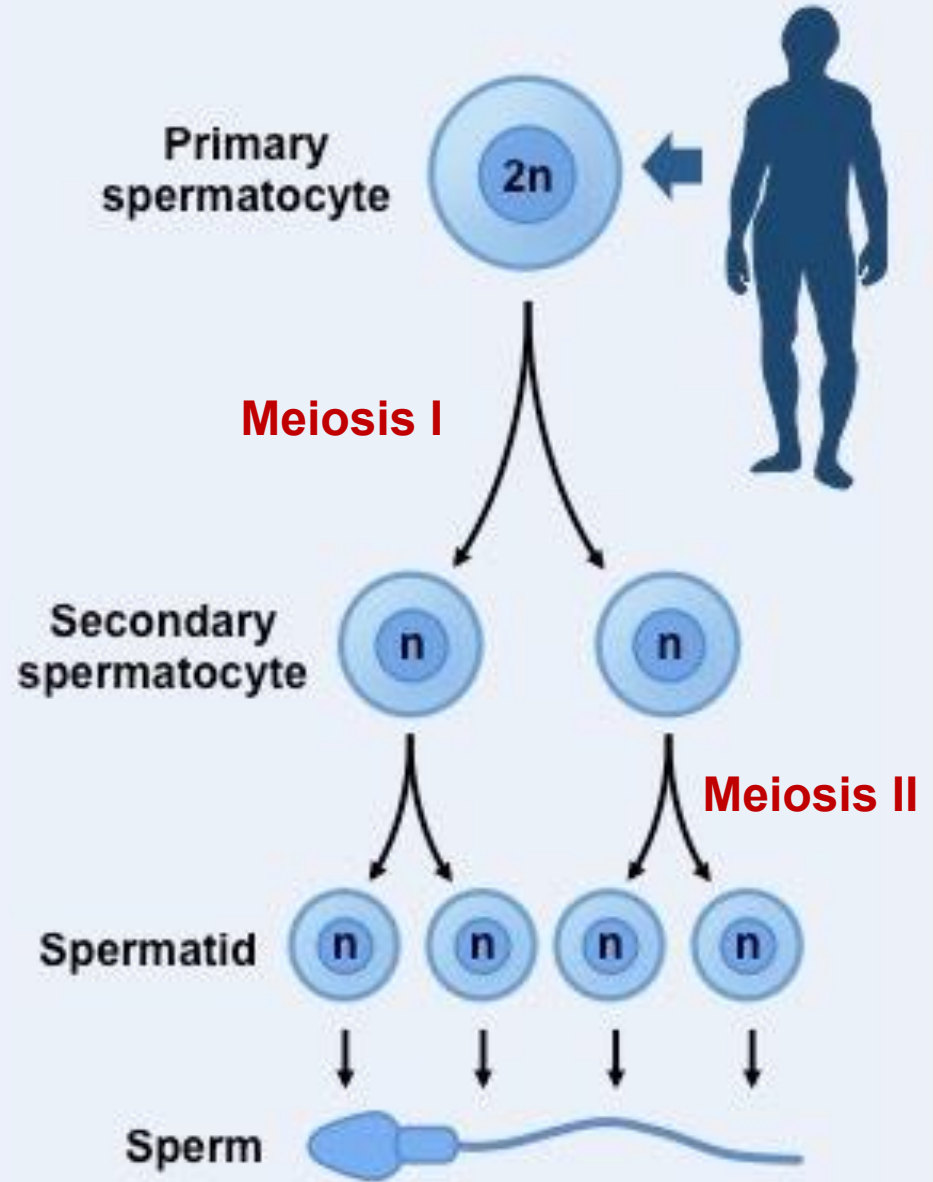 Primary
spermatocyte
2n
Meiosis I
Secondary
spermatocyte
n n
Meiosis II
Spermatid
n n n n
Sperm